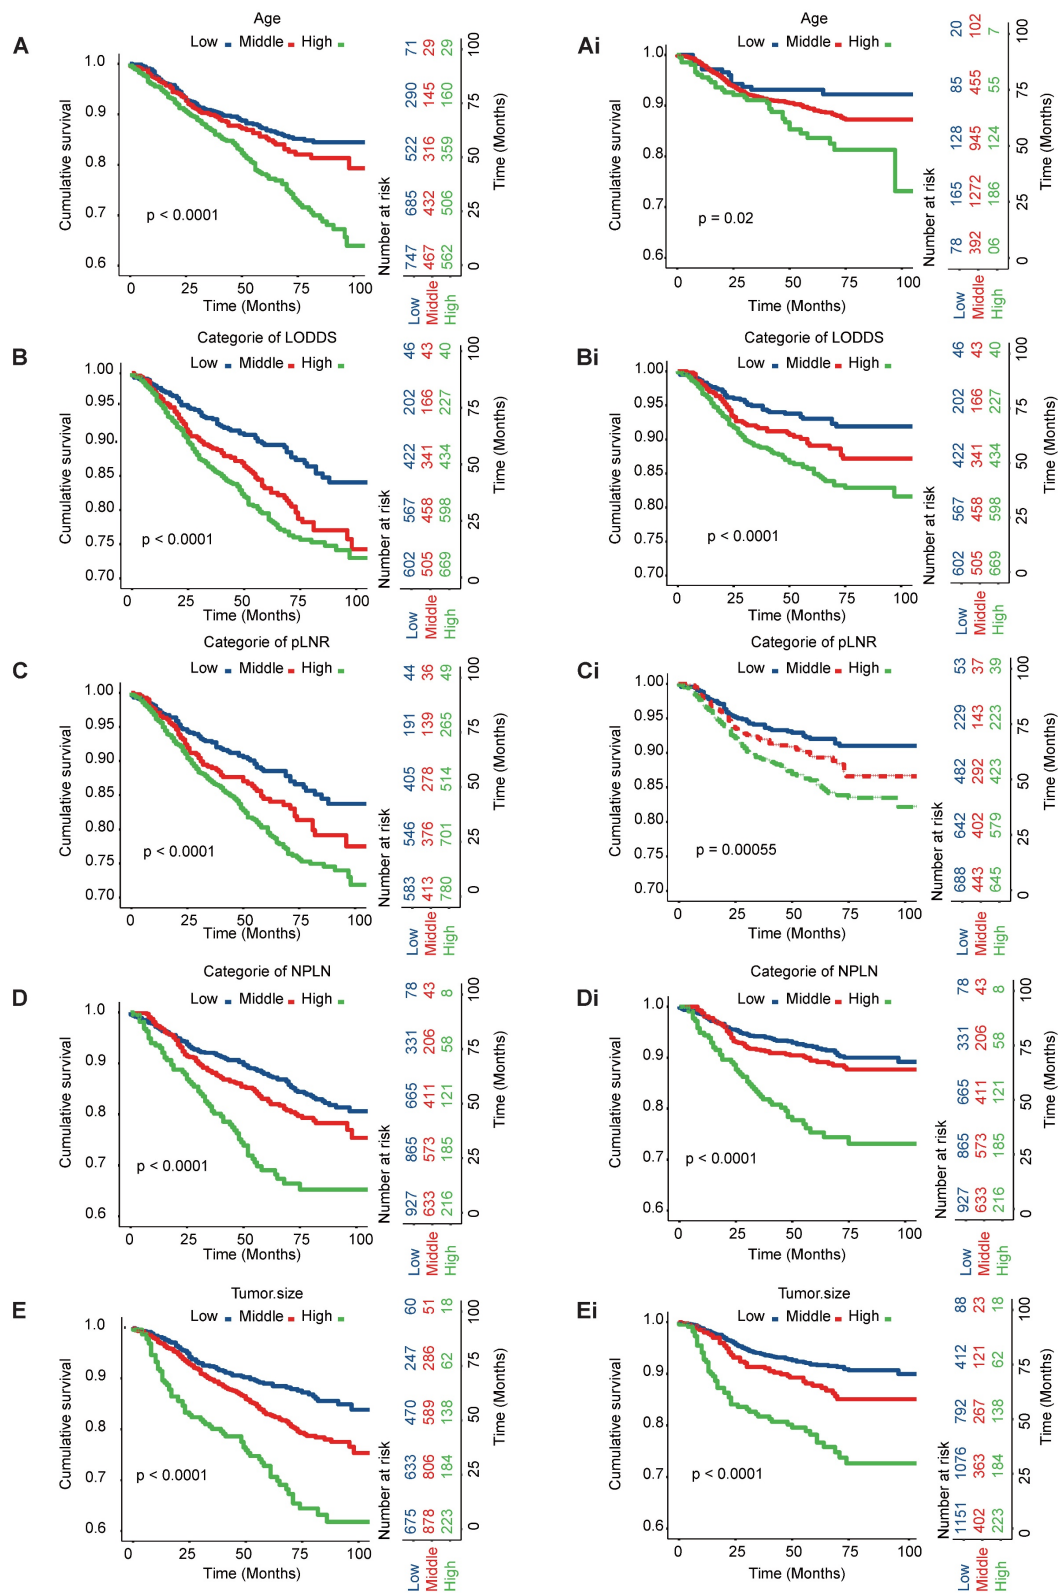 A
Age
Low Middle High
1.0
0.9
0.8
0.7
0.6
Cumulative survival
p < 0.0001
0 25 50 75 100
Time (Months)
Number at risk
Low 747 685 522 290 71
Middle 467 432 316 145 29
High 562 506 359 160 29
0 25 50 75 100
Time (Months)
Ai
Age
Low Middle High
1.0
0.9
0.8
0.7
0.6
Cumulative survival
p = 0.02
0 25 50 75 100
Time (Months)
Number at risk
Low 78 165 128 85 20
Middle 392 1272 945 455 102
High 06 186 124 55 7
0 25 50 75 100
Time (Months)
B
Categorie of LODDS
Low Middle High
1.00
0.95
0.90
0.85
0.80
0.75
0.70
Cumulative survival
p < 0.0001
0 25 50 75 100
Time (Months)
Number at risk
Low 602 567 422 202 46
Middle 505 458 341 166 43
High 669 598 434 227 40
0 25 50 75 100
Time (Months)
Bi
Categorie of LODDS
Low Middle High
1.00
0.95
0.90
0.85
0.80
0.75
0.70
Cumulative survival
p < 0.0001
0 25 50 75 100
Time (Months)
Number at risk
Low 602 567 422 202 46
Middle 505 458 341 166 43
High 669 598 434 227 40
0 25 50 75 100
Time (Months)
C
Categorie of pLNR
Low Middle High
1.00
0.95
0.90
0.85
0.80
0.75
0.70
Cumulative survival
p < 0.0001
0 25 50 75 100
Time (Months)
Number at risk
Low 583 546 405 191 44
Middle 413 376 278 139 36
High 780 701 514 265 49
0 25 50 75 100
Time (Months)
Ci
Categorie of pLNR
Low Middle High
1.00
0.95
0.90
0.85
0.80
0.75
0.70
Cumulative survival
p = 0.00055
0 25 50 75 100
Time (Months)
Number at risk
Low 688 642 482 229 53
Middle 443 402 292 143 37
High 645 579 423 223 39
0 25 50 75 100
Time (Months)
D
Categorie of NPLN
Low Middle High
1.0
0.9
0.8
0.7
0.6
Cumulative survival
p < 0.0001
0 25 50 75 100
Time (Months)
Number at risk
Low 927 865 665 331 78
Middle 633 573 411 206 43
High 216 185 121 58 8
0 25 50 75 100
Time (Months)
Di
Categorie of NPLN
Low Middle High
1.0
0.9
0.8
0.7
0.6
Cumulative survival
p < 0.0001
0 25 50 75 100
Time (Months)
Number at risk
Low 927 865 665 331 78
Middle 633 573 411 206 43
High 216 185 121 58 8
0 25 50 75 100
Time (Months)
E
Tumor.size
Low Middle High
1.0
0.9
0.8
0.7
0.6
Cumulative survival
p < 0.0001
0 25 50 75 100
Time (Months)
Number at risk
Low 675 633 470 247 60
Middle 878 806 589 286 51
High 223 184 138 62 18
0 25 50 75 100
Time (Months)
Ei
Tumor.size
Low Middle High
1.0
0.9
0.8
0.7
0.6
Cumulative survival
p < 0.0001
0 25 50 75 100
Time (Months)
Number at risk
Low 1151 1076 792 412 88
Middle 402 363 267 121 23
High 223 184 138 62 18
0 25 50 75 100
Time (Months)